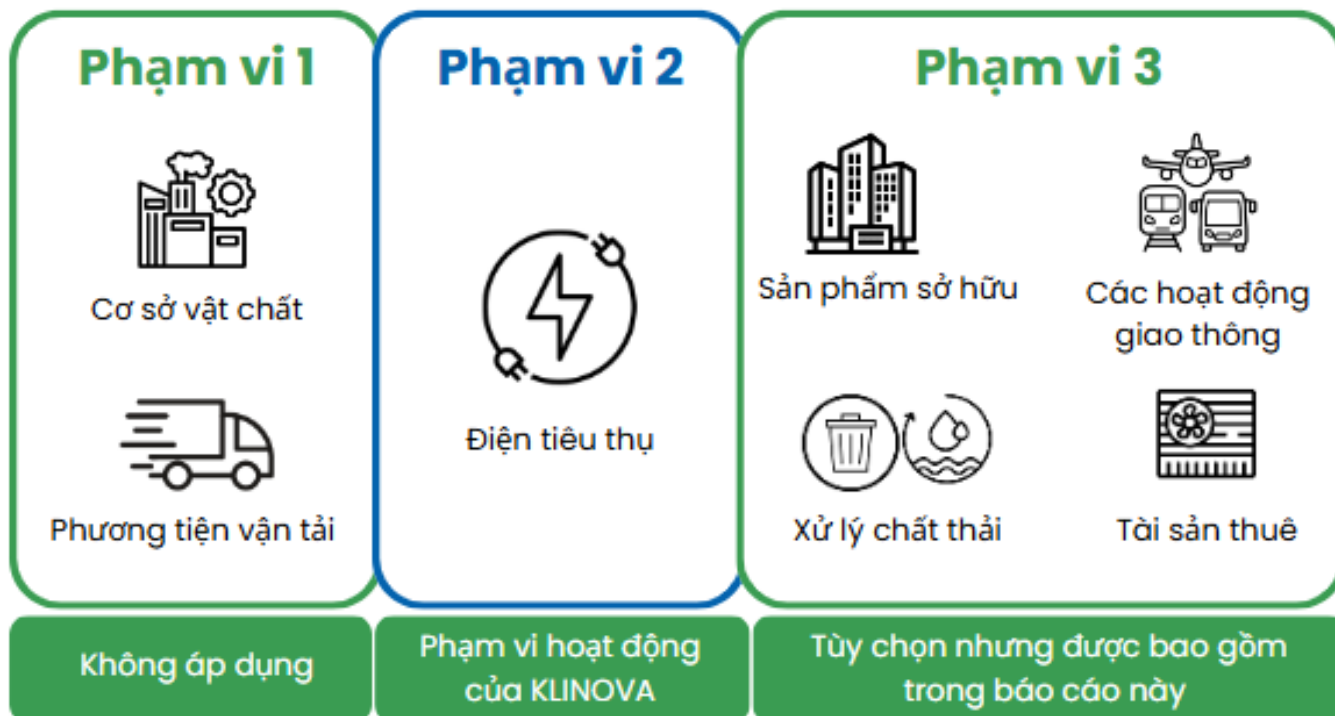 Phạm vi 1
Cơ sở vật chất
Phương tiện vận tải
Không áp dụng
Phạm vi 2
Điện tiêu thụ
Phạm vi hoạt động
của KLINOVA
Phạm vi 3
Sản phẩm sở hữu
Các hoạt động
giao thông
Xử lý chất thải
Tài sản thuê
Tùy chọn nhưng được bao gồm
trong báo cáo này